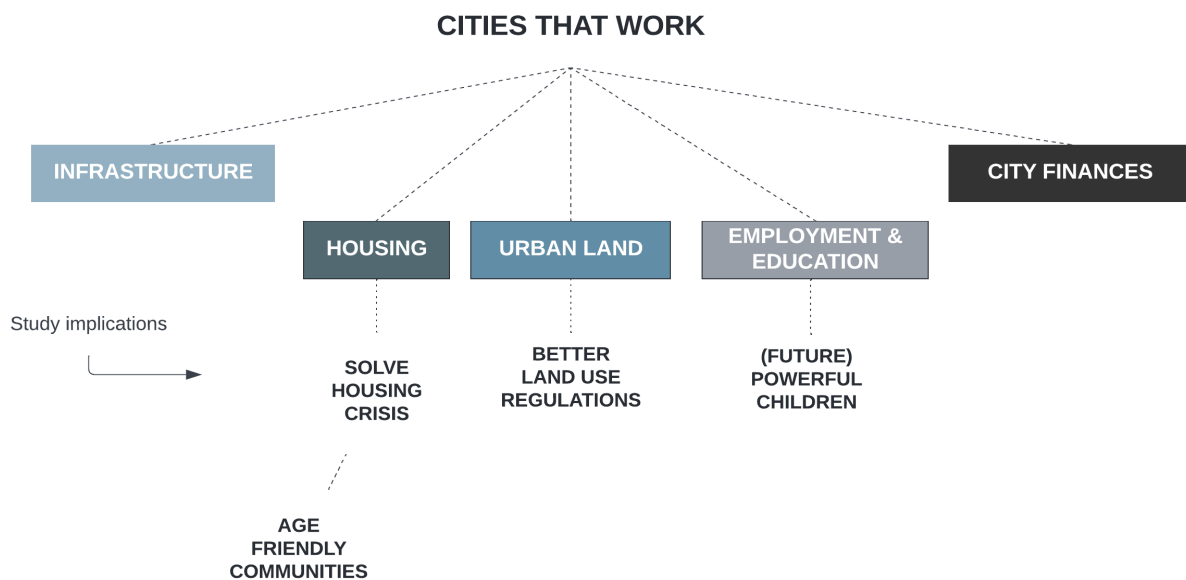 CITIES THAT WORK
INFRASTRUCTURE
CITY FINANCES
HOUSING
URBAN LAND
EMPLOYMENT &
EDUCATION
Study implications
SOLVE
HOUSING
CRISIS
BETTER
LAND USE
REGULATIONS
(FUTURE)
POWERFUL
CHILDREN
AGE
FRIENDLY
COMMUNITIES